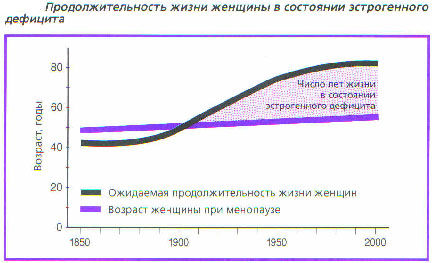 Продолжительность жизни женщины в состоянии эстрогенного
дефицита
Возраст, годы
80
60
40
20
0
Число лет жизни
в состоянии
эстрогенного дефицита
Ожидаемая продолжительность жизни женщин
Возраст женщины при менопаузе
1850
1900
1950
2000